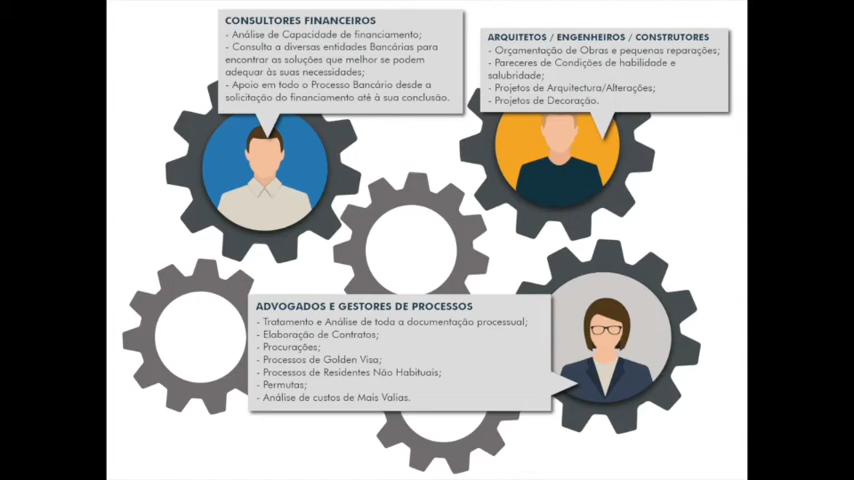 CONSULTORES FINANCEIROS
- Análise de Capacidade de financiamento;
- Consulta a diversas entidades Bancárias para
encontrar as soluções que melhor se podem
adequar às suas necessidades;
- Apoio em todo o Processo Bancário desde a
solicitação do financiamento até à sua conclusão.
ARQUITETOS / ENGENHEIROS / CONSTRUTORES
- Orçamentação de Obras e pequenas reparações;
- Pareceres de Condições de habilidade e
salubridade;
- Projetos de Arquitectura/Alterações;
- Projetos de Decoração.
ADVOGADOS E GESTORES DE PROCESSOS
- Tratamento e Análise de toda a documentação processual;
- Elaboração de Contratos;
- Procurações;
- Processos de Golden Visa;
- Processos de Residentes Não Habituais;
- Permutas;
- Análise de custos de Mais Valias.